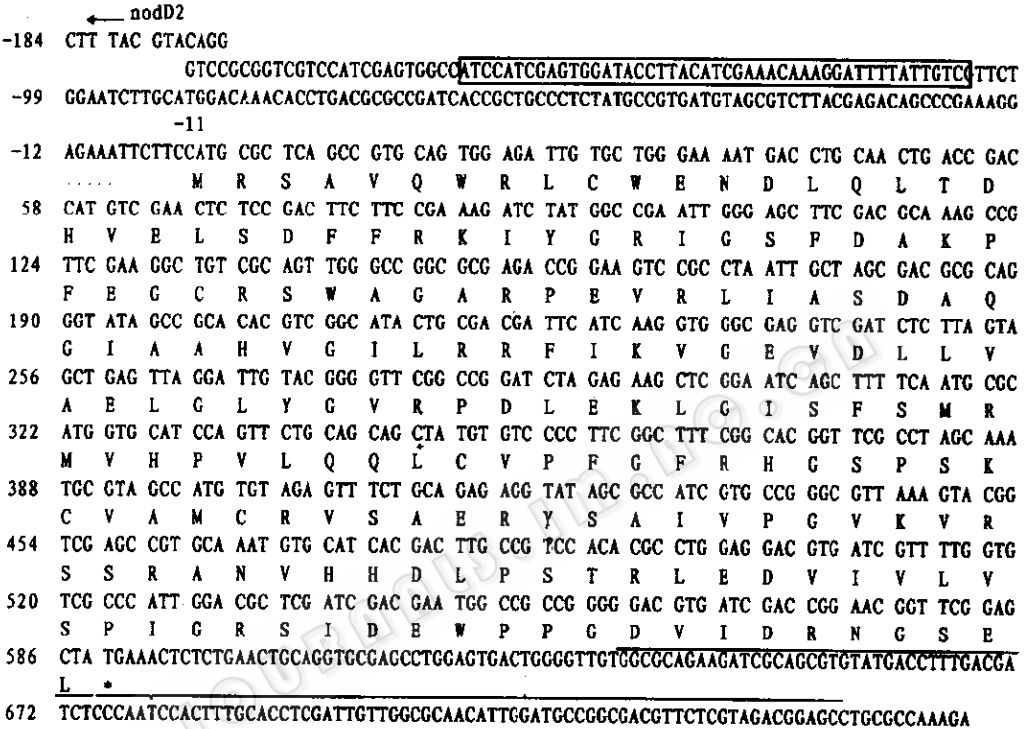 ← nodD2
-184 CTT TAC GTACAGG
GTCCGCGGTCGTCCATCGAGTGGCCATCCATCGAGTGGATACCTTACATCGAAACAAAGGATTTTATTGTCGTTCT
-99 GGAATCTTGCATGGACAAACACCTGACGCGCCGATCACCGCTGCCCTCTATGCCGTGATGTAGCGTCTTACGAGACAGCCCGAAAGG
-11
-12 AGAAATTCTTCCATG CGC TCA GCC GTG CAG TGG AGA TTG TGC TGG GAA AAT GAC CTG CAA CTG ACC GAC
..... M R S A V Q W R L C W E N D L Q L T D
58 CAT GTC GAA CTC TCC GAC TTC TTC CGA AAG ATC TAT GGC CGA ATT GGG AGC TTC GAC GCA AAG CCG
H V E L S D F F R K I Y G R I G S F D A K P
124 TTC GAA GGC TGT CGC AGT TGG GCC GGC GCG AGA CCG GAA GTC CGC CTA ATT GCT AGC GAC GCG CAG
F E G C R S W A G A R P E V R L I A S D A Q
190 GGT ATA GCC GCA CAC GTC GGC ATA CTG CGA CGA TTC ATC AAG GTG GGC GAG GTC GAT CTC TTA GTA
G I A A H V G I L R R F I K V G E V D L L V
256 GCT GAG TTA GGA TTG TAC GGG GTT CGG CCG GAT CTA GAG AAG CTC GGA ATC AGC TTT TCA ATG CGC
A E L G L Y G V R P D L E K L G I S F S M R
322 ATG GTG CAT CCA GTT CTG CAG CAG CTA TGT GTC CCC TTC GGC TTT CGG CAC GGT TCG CCT AGC AAA
M V H P V L Q Q L C V P F G F R H G S P S K
388 TGC GTA GCC ATG TGT AGA GTT TCT GCA GAG AGG TAT AGC GCC ATC GTG CCG GGC GTT AAA GTA CGG
C V A M C R V S A E R Y S A I V P G V K V R
454 TCG AGC CGT GCA AAT GTG CAT CAC GAC TTG CCG TCC ACA CGC CTG GAG GAC GTG ATC GTT TTG GTG
S S R A N V H H D L P S T R L E D V I V L V
520 TCG CCC ATT GGA CGC TCG ATC GAC GAA TGG CCG CCG GGG GAC GTG ATC GAC CGG AAC GGT TCG GAG
S P I G R S I D E W P P G D V I D R N G S E
586 CTA TGAAACTCTCTGAACTGCAGGTGCGAGCCTGGAGTGACTGGGGTTGTGGCGCAGAAGATCGCAGCGTGTATGACCTTTGACGA
L *
672 TCTCCCAATCCACTTTGCACCTCGATTGTTGGCGCAACATTGGATGCCGGCGACGTTCTCGTAGACGGAGCCTGCGCCAAAGA